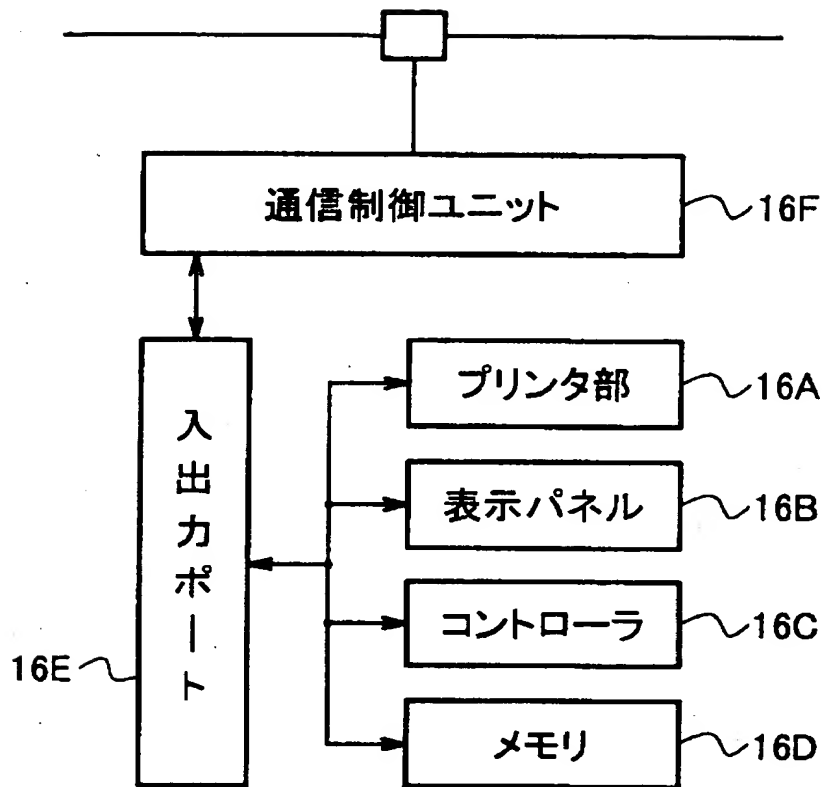 通信制御ユニット
16F
プリンタ部
16A
表示パネル
16B
入出力ポート
コントローラ
16C
16E
メモリ
16D